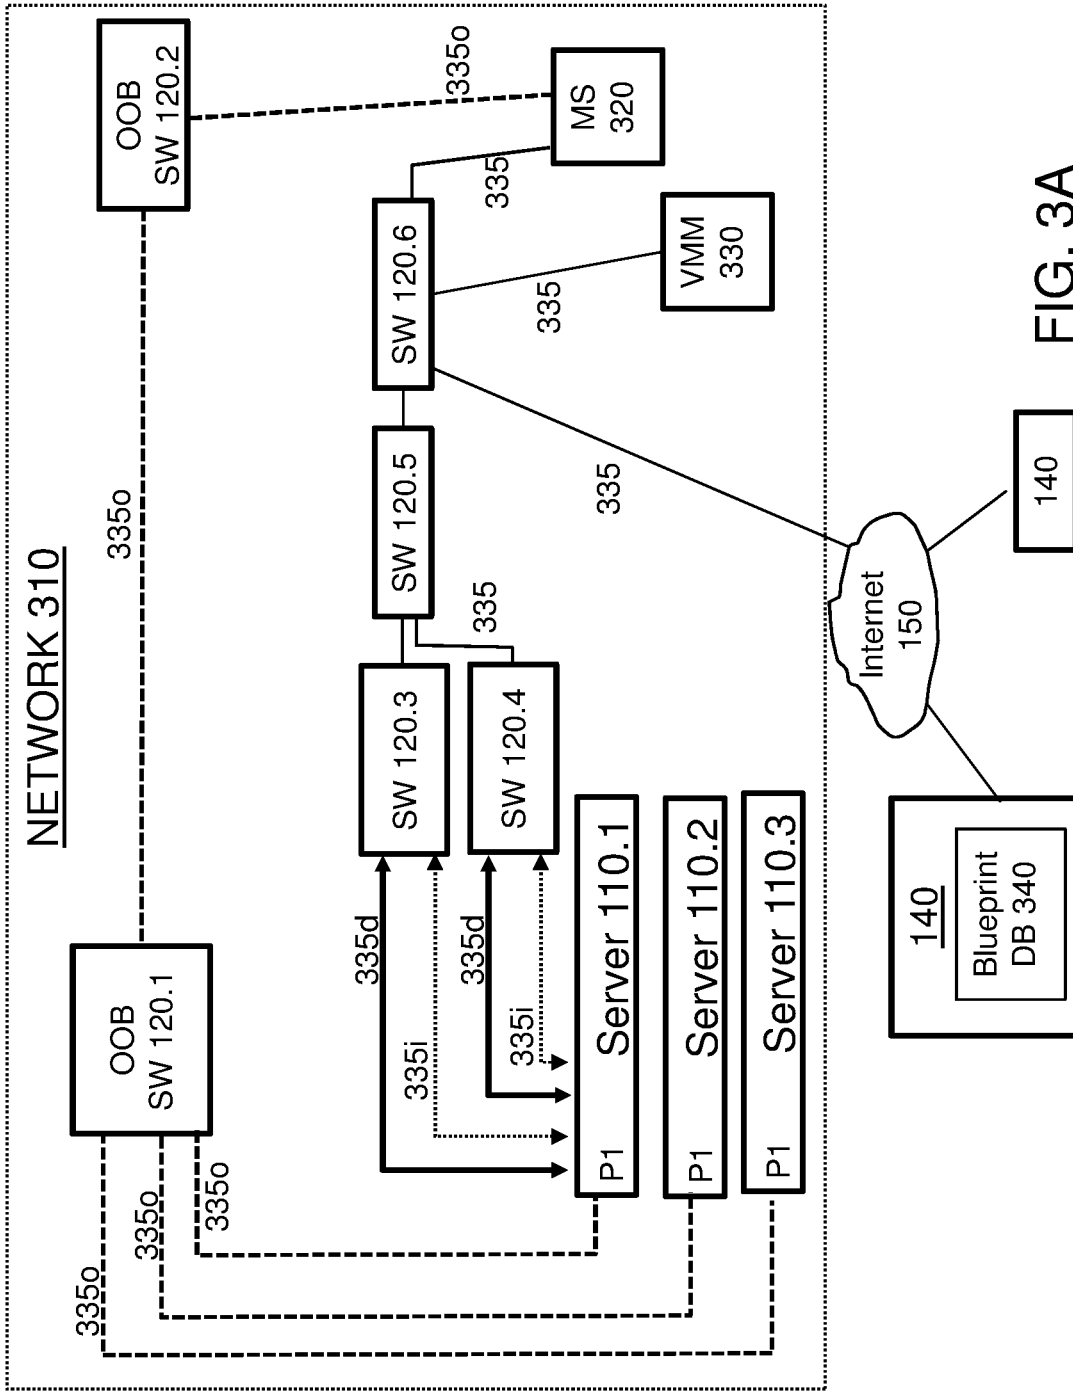 NETWORK 310
OOB
SW 120.1
335o
OOB
SW 120.2
335o
335o
335o
335o
335d
335i
335d
335i
SW 120.3
SW 120.4
335
SW 120.5
SW 120.6
335
335
335
MS
320
VMM
330
P1 Server 110.1
P1 Server 110.2
P1 Server 110.3
Internet
150
140
Blueprint
DB 340
140
FIG. 3A